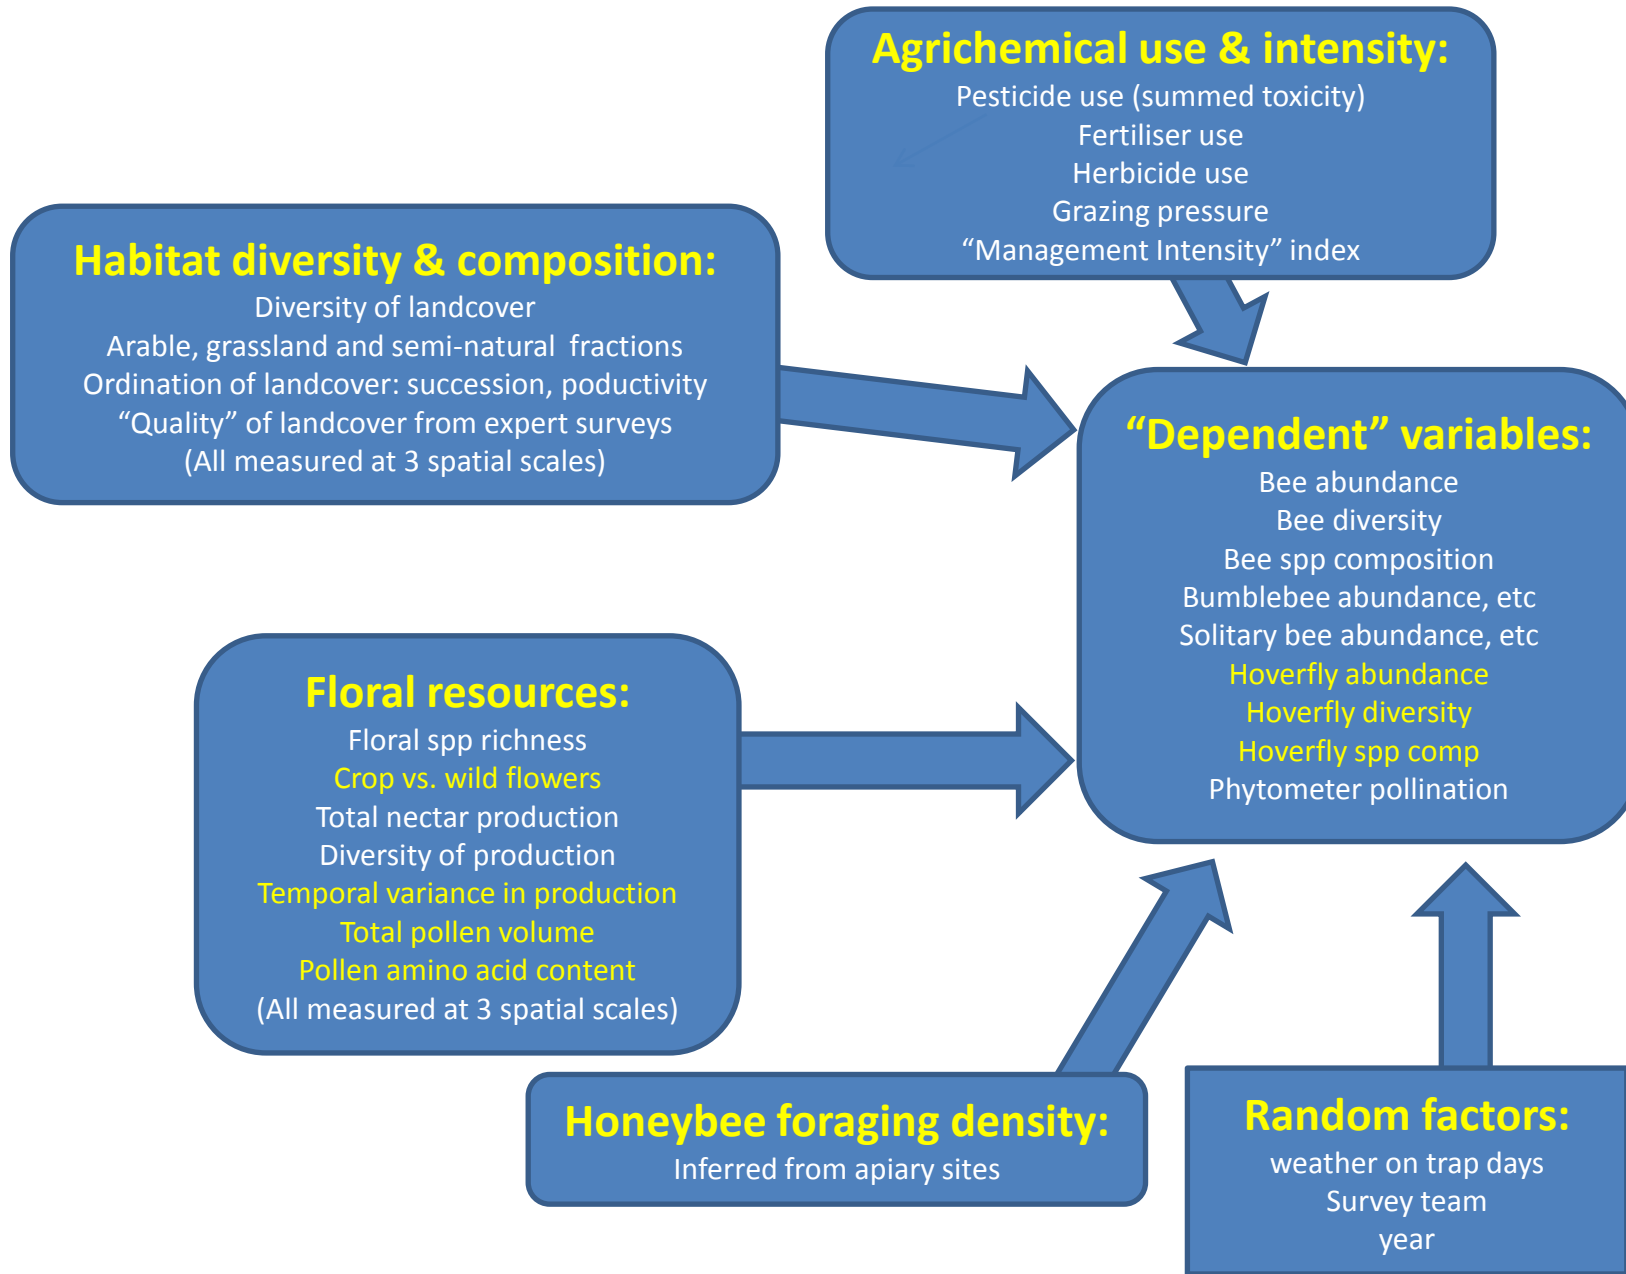 Agrichemical use & intensity:
Pesticide use (summed toxicity)
Fertiliser use
Herbicide use
Grazing pressure
“Management Intensity” index
Habitat diversity & composition:
Diversity of landcover
Arable, grassland and semi-natural fractions
Ordination of landcover: succession, poductivity
“Quality” of landcover from expert surveys
(All measured at 3 spatial scales)
“Dependent” variables:
Bee abundance
Bee diversity
Bee spp composition
Bumblebee abundance, etc
Solitary bee abundance, etc
Hoverfly abundance
Hoverfly diversity
Hoverfly spp comp
Phytometer pollination
Floral resources:
Floral spp richness
Crop vs. wild flowers
Total nectar production
Diversity of production
Temporal variance in production
Total pollen volume
Pollen amino acid content
(All measured at 3 spatial scales)
Honeybee foraging density:
Inferred from apiary sites
Random factors:
weather on trap days
Survey team
year